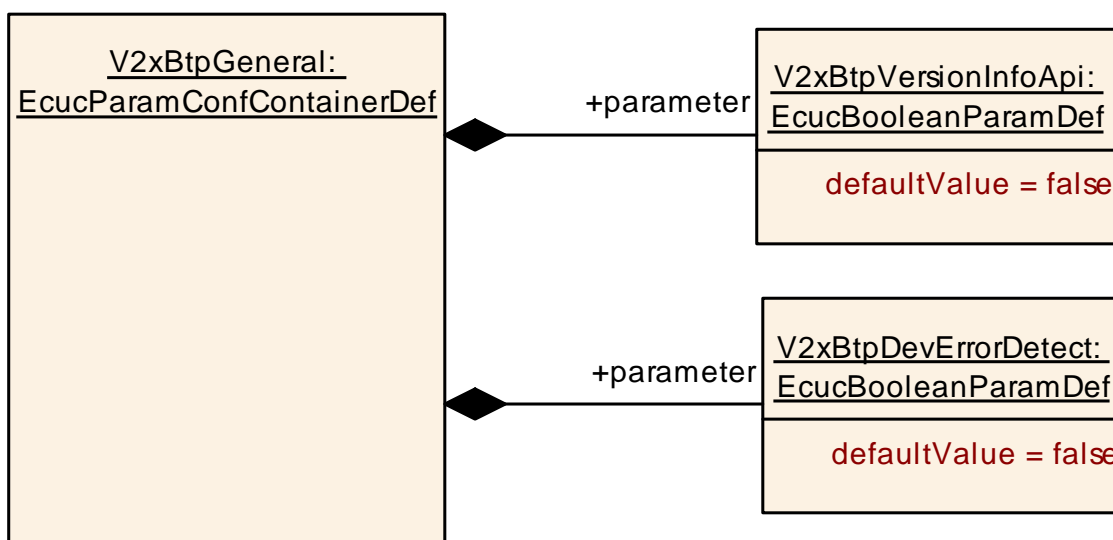 V2xBtpGeneral:
EcucParamConfContainerDef
+parameter
V2xBtpVersionInfoApi:
EcucBooleanParamDef
defaultValue = false
+parameter
V2xBtpDevErrorDetect:
EcucBooleanParamDef
defaultValue = false